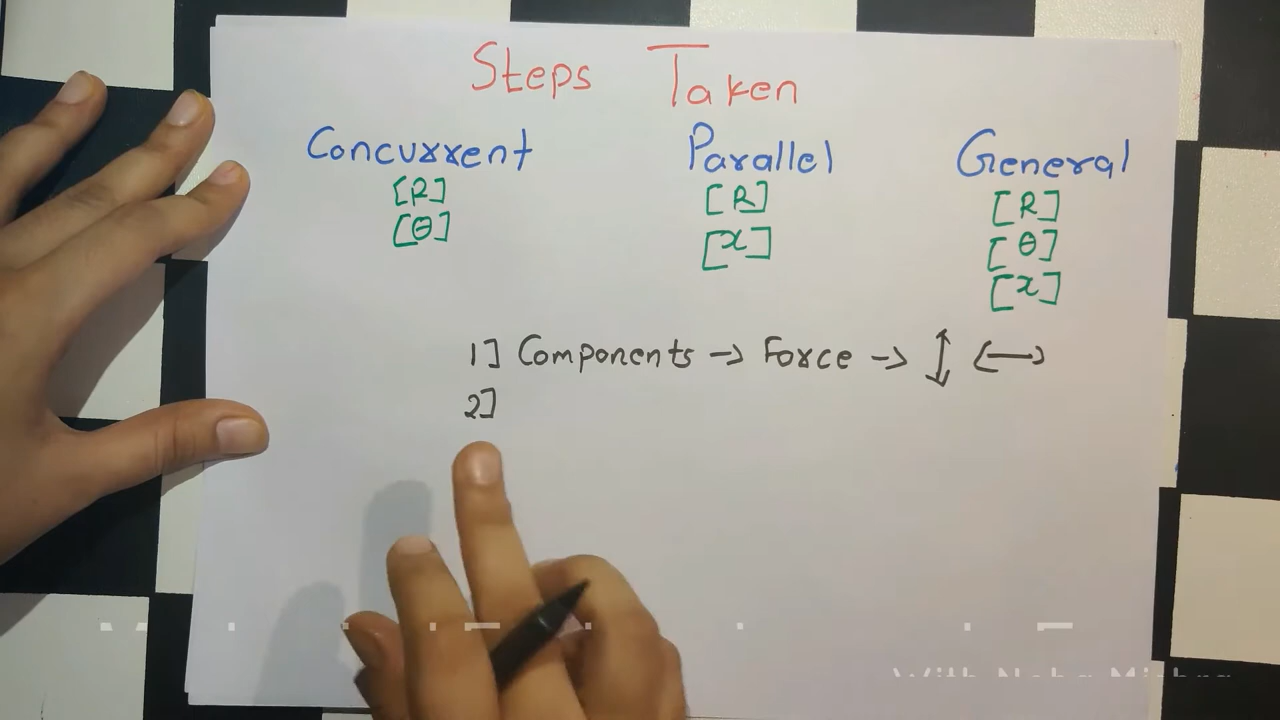 Steps Taken
Concurrent Parallel General
[R] [R] [R]
[θ] [x] [θ]
[x]
1] Components → Force → ↕ ↔
2]